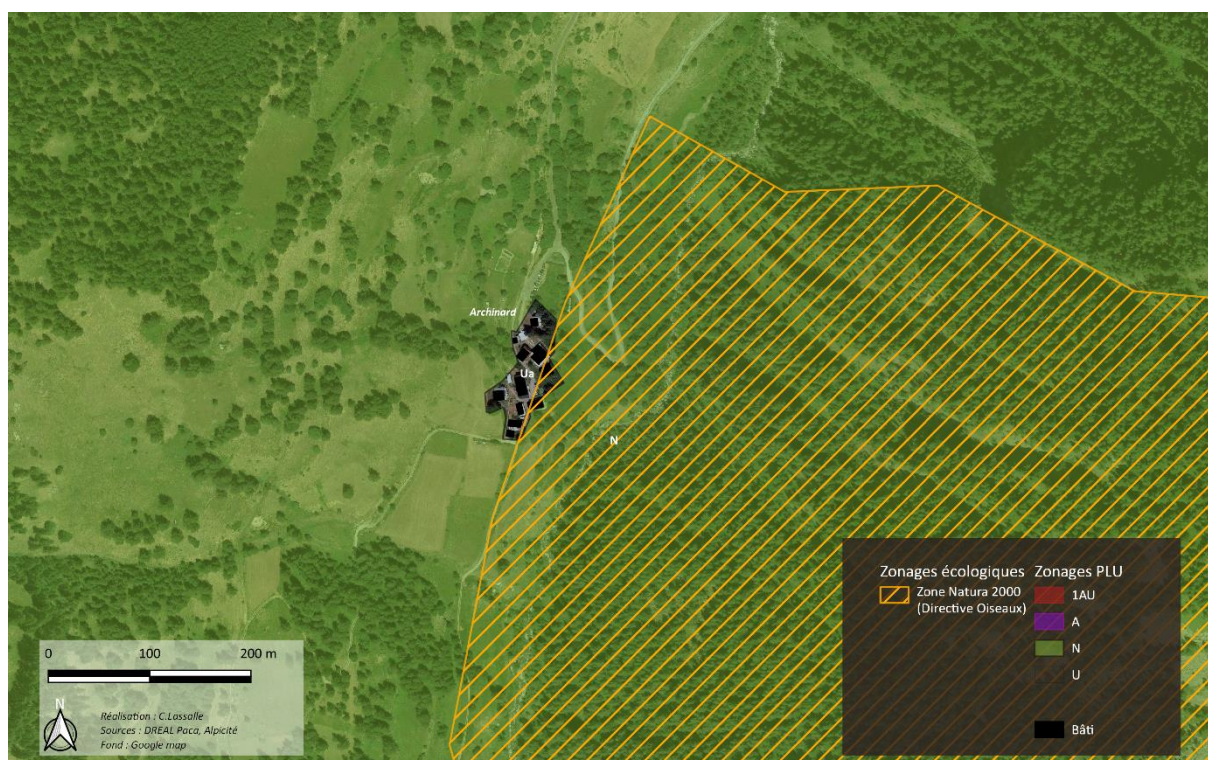 Archinard
Ua
N
Zonages écologiques
Zone Natura 2000
(Directive Oiseaux)
Zonages PLU
1AU
A
N
U
Bâti
0 100 200 m
N
Réalisation : C.Lassalle
Sources : DREAL Paca, Alpicité
Fond : Google map